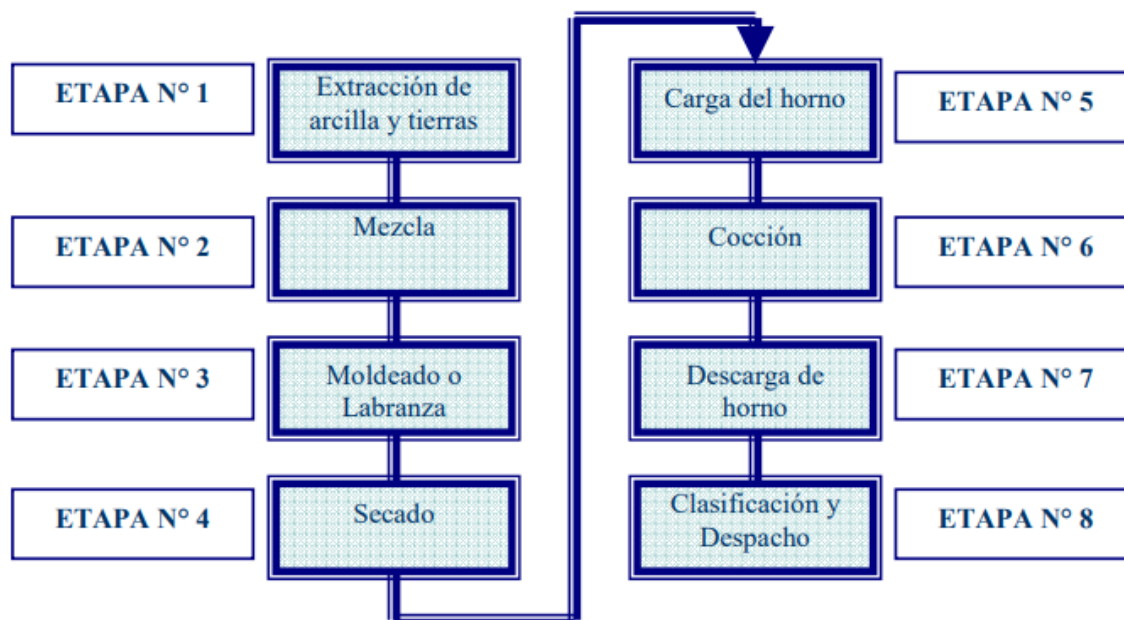 ETAPA N° 1
Extracción de
arcilla y tierras
ETAPA N° 2
Mezcla
ETAPA N° 3
Moldeado o
Labranza
ETAPA N° 4
Secado
Carga del horno
ETAPA N° 5
Cocción
ETAPA N° 6
Descarga de
horno
ETAPA N° 7
Clasificación y
Despacho
ETAPA N° 8